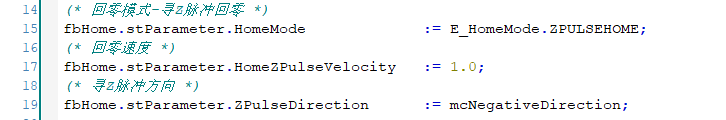 14 (* 回零模式-寻Z脉冲回零 *)
15 fbHome.stParameter.HomeMode := E_HomeMode.ZPULSEHOME;
16 (* 回零速度 *)
17 fbHome.stParameter.HomeZPulseVelocity := 1.0;
18 (* 寻Z脉冲方向 *)
19 fbHome.stParameter.ZPulseDirection := mcNegativeDirection;